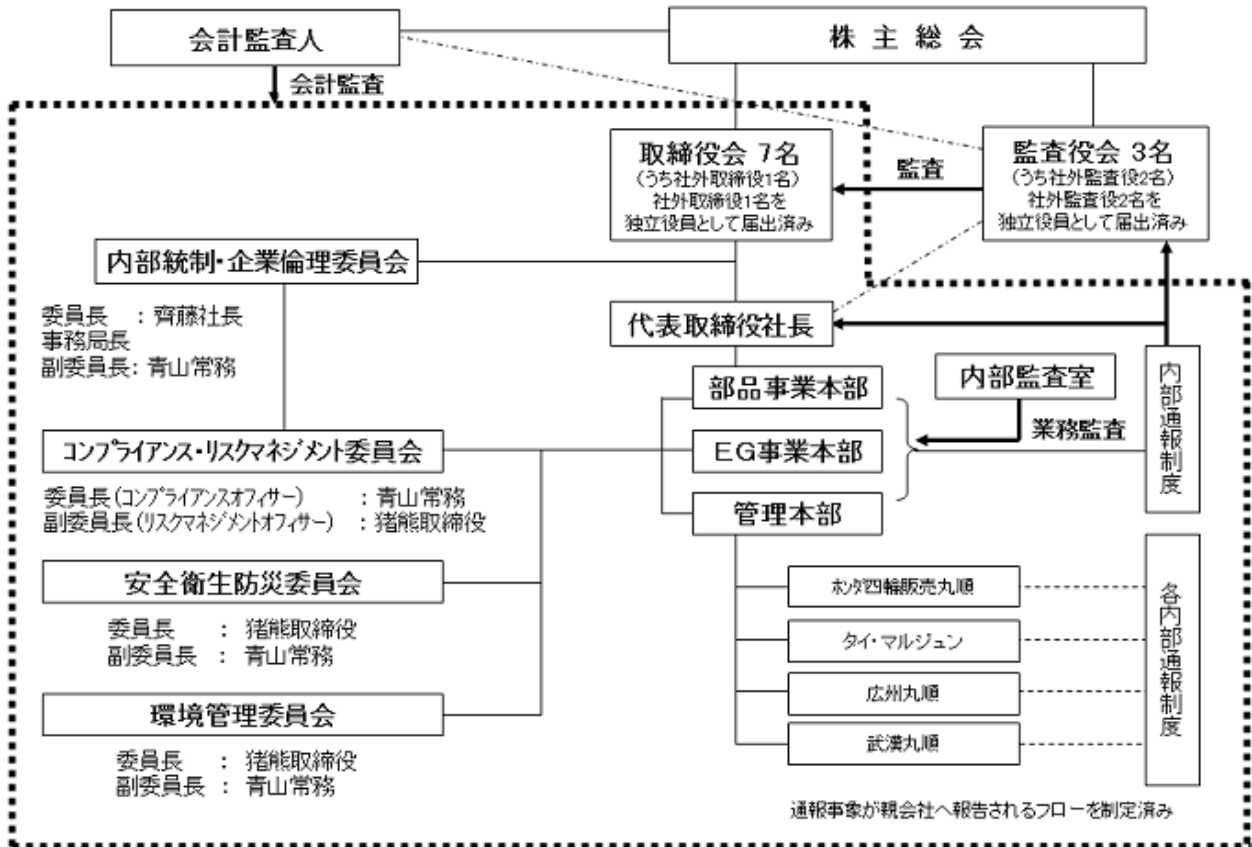 会計監査人
株主総会
会計監査
取締役会 7名
(うち社外取締役1名)
社外取締役1名を
独立役員として届出済み
監査
監査役会 3名
(うち社外監査役2名)
社外監査役2名を
独立役員として届出済み
内部統制・企業倫理委員会
委員長 : 齊藤社長
事務局長
副委員長: 青山常務
代表取締役社長
部品事業本部
内部監査室
内部通報制度
業務監査
コンプライアンス・リスクマネジメント委員会
EG事業本部
委員長(コンプライアンスオフィサー) : 青山常務
副委員長(リスクマネジメントオフィサー) : 猪熊取締役
管理本部
安全衛生防災委員会
委員長 : 猪熊取締役
副委員長 : 青山常務
ホンダ四輪販売丸順
タイ・マルジュン
広州丸順
武漢丸順
各内部通報制度
環境管理委員会
委員長 : 猪熊取締役
副委員長 : 青山常務
通報事象が親会社へ報告されるフローを制定済み